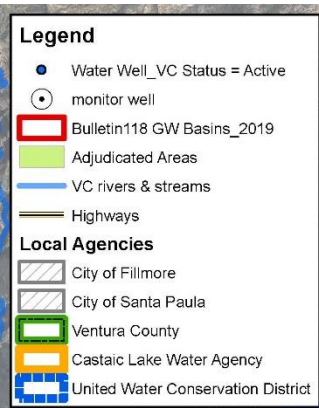 Legend
Water Well_VC Status = Active
monitor well
Bulletin118 GW Basins_2019
Adjudicated Areas
VC rivers & streams
Highways
Local Agencies
City of Fillmore
City of Santa Paula
Ventura County
Castaic Lake Water Agency
United Water Conservation District